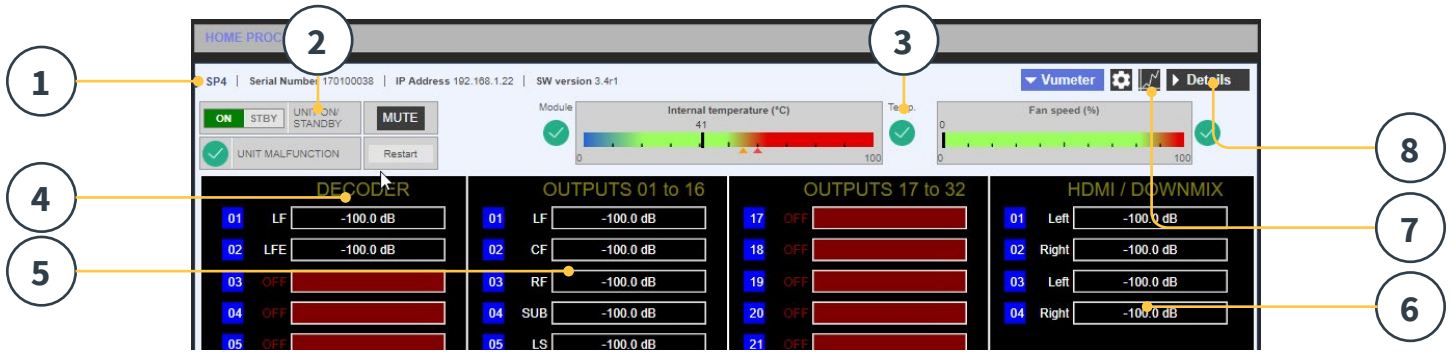 1
2
3
4
5
6
7
8
HOME PROC
SP4 | Serial Number 170100038 | IP Address 192.168.1.22 | SW version 3.4r1
Vumeter Details
ON STBY UNIT ON/
STANDBY
MUTE
UNIT MALFUNCTION Restart
Module
Internal temperature (°C)
41
0 100
Temp.
Fan speed (%)
0
0 100
DECODER
01 LF -100.0 dB
02 LFE -100.0 dB
03 OFF
04 OFF
05 OFF
OUTPUTS 01 to 16
01 LF -100.0 dB
02 CF -100.0 dB
03 RF -100.0 dB
04 SUB -100.0 dB
05 LS -100.0 dB
OUTPUTS 17 to 32
17 OFF
18 OFF
19 OFF
20 OFF
21 OFF
HDMI / DOWNMIX
01 Left -100.0 dB
02 Right -100.0 dB
03 Left -100.0 dB
04 Right -100.0 dB